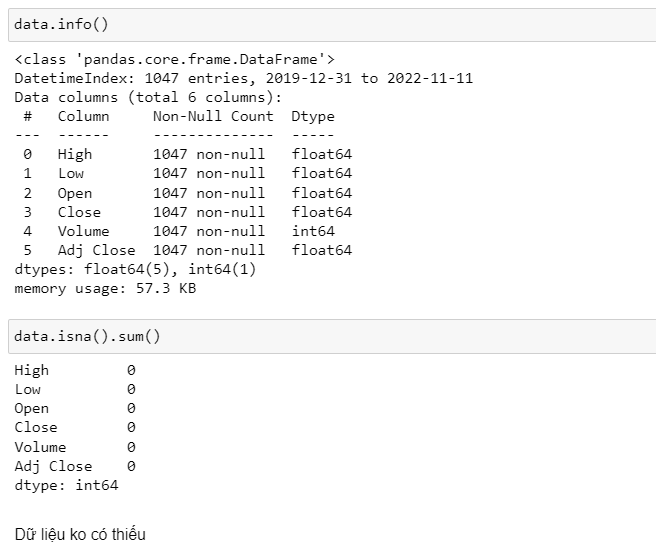 data.info()
<class 'pandas.core.frame.DataFrame'>
DatetimeIndex: 1047 entries, 2019-12-31 to 2022-11-11
Data columns (total 6 columns):
 #   Column     Non-Null Count  Dtype
---  ------     --------------  -----
 0   High       1047 non-null   float64
 1   Low        1047 non-null   float64
 2   Open       1047 non-null   float64
 3   Close      1047 non-null   float64
 4   Volume     1047 non-null   int64
 5   Adj Close  1047 non-null   float64
dtypes: float64(5), int64(1)
memory usage: 57.3 KB
data.isna().sum()
High         0
Low          0
Open         0
Close        0
Volume       0
Adj Close    0
dtype: int64
Dữ liệu ko có thiếu